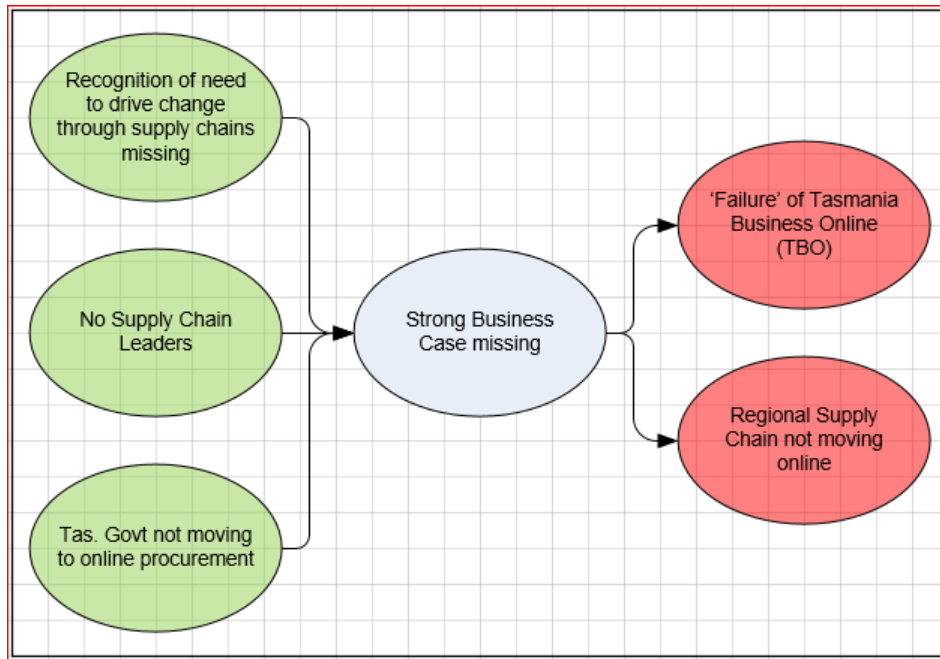 Recognition of need
to drive change
through supply chains
missing
No Supply Chain
Leaders
Tas. Govt not moving
to online procurement
Strong Business
Case missing
‘Failure’ of Tasmania
Business Online
(TBO)
Regional Supply
Chain not moving
online